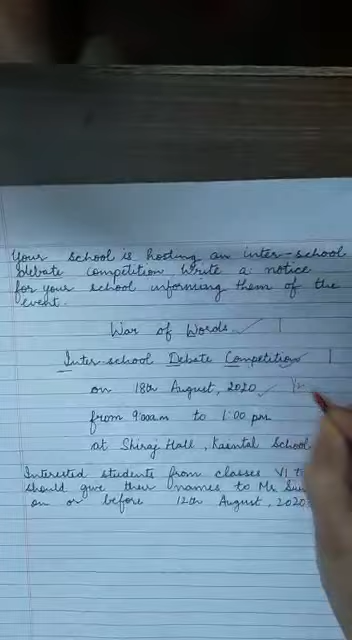 Your school is hosting an inter-school
debate competition Write a notice
for your school informing them of the
event.
War of Words
Inter-school Debate Competition
on 18th August, 2020
from 9:00am to 1:00 pm
at Shiraj Hall, School
Interested students from classes VI
should give their names to Mr
on or before 12th August, 2020